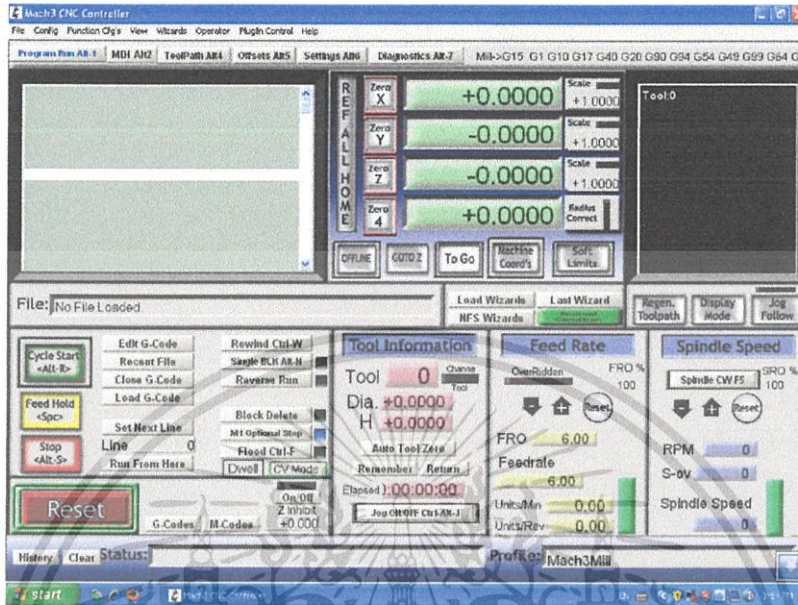 Mach3 CNC Controller
File Config Function Cfg's View Wizards Operator PlugIn Control Help
Program Run Alt-1 MDI Alt2 ToolPath Alt4 Offsets Alt5 Settings Alt6 Diagnostics Alt-7 Mill->G15 G1 G10 G17 G40 G20 G90 G94 G54 G49 G99 G64 G
REF ALL HOME
Zero X +0.0000 Scale +1.0000
Zero Y -0.0000 Scale +1.0000
Zero Z -0.0000 Scale +1.0000
Zero 4 +0.0000 Radius Correct
Tool:0
OFFLINE GOTO Z To Go Machine Coord's Soft Limits
File: No File Loaded.
Load Wizards Last Wizard
NFS Wizards
Regen. Toolpath Display Mode Jog Follow
Cycle Start <Alt-R>
Feed Hold <Spc>
Stop <Alt-S>
Edit G-Code Rewind Ctrl-W
Recent File Single BLK Alt-N
Close G-Code Reverse Run
Load G-Code
Block Delete
Set Next Line M1 Optional Stop
Line 0 Flood Ctrl-F
Run From Here Dwell CV Mode
Reset
G-Codes M-Codes
On/Off
Z Inhibit
+0.000
Tool Information
Tool 0 Change Tool
Dia. +0.0000
H +0.0000
Auto Tool Zero
Remember Return
Elapsed 00:00:00
Jog ON/OFF Ctrl-Alt-J
Feed Rate
OverRidden FRO % 100
Reset
FRO 6.00
Feedrate
6.00
Units/Min 0.00
Units/Rev 0.00
Spindle Speed
Spindle CW F5 SRO % 100
Reset
RPM 0
S-ov 0
Spindle Speed
0
History Clear Status:
Profile: Mach3Mill
start Mach3 CNC Controller